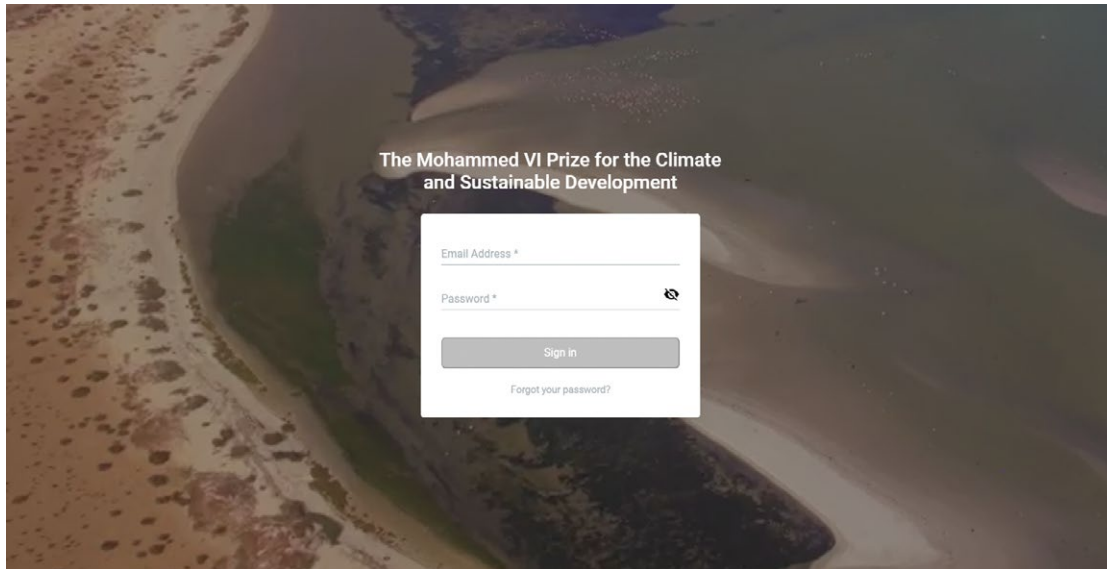 The Mohammed VI Prize for the Climate
and Sustainable Development
Email Address *
Password *
Sign in
Forgot your password?